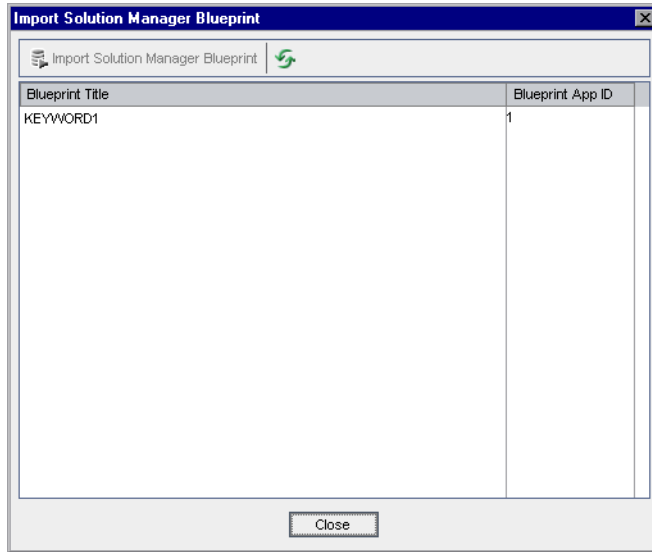 Import Solution Manager Blueprint
Import Solution Manager Blueprint
Blueprint Title Blueprint App ID
KEYWORD1 1
Close